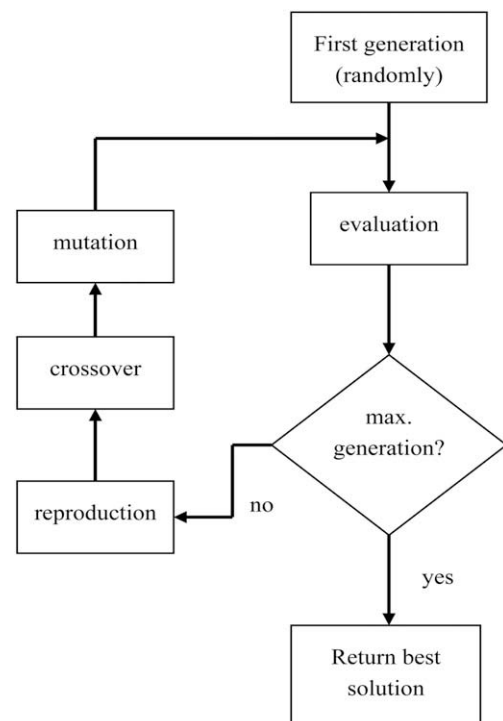 First generation
(randomly)
evaluation
mutation
crossover
max.
generation?
reproduction
no
yes
Return best
solution